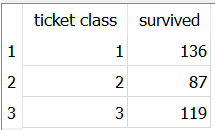 ticket class survived
1 1 136
2 2 87
3 3 119